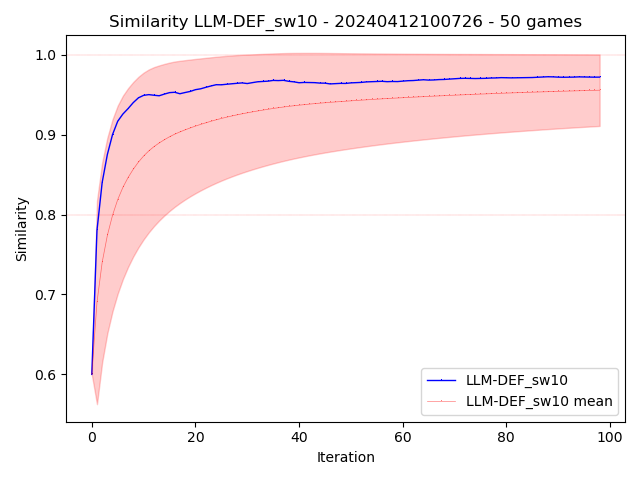 Similarity LLM-DEF_sw10 - 20240412100726 - 50 games
1.0
0.9
0.8
0.7
0.6
Similarity
0
20
40
60
80
100
Iteration
LLM-DEF_sw10
LLM-DEF_sw10 mean